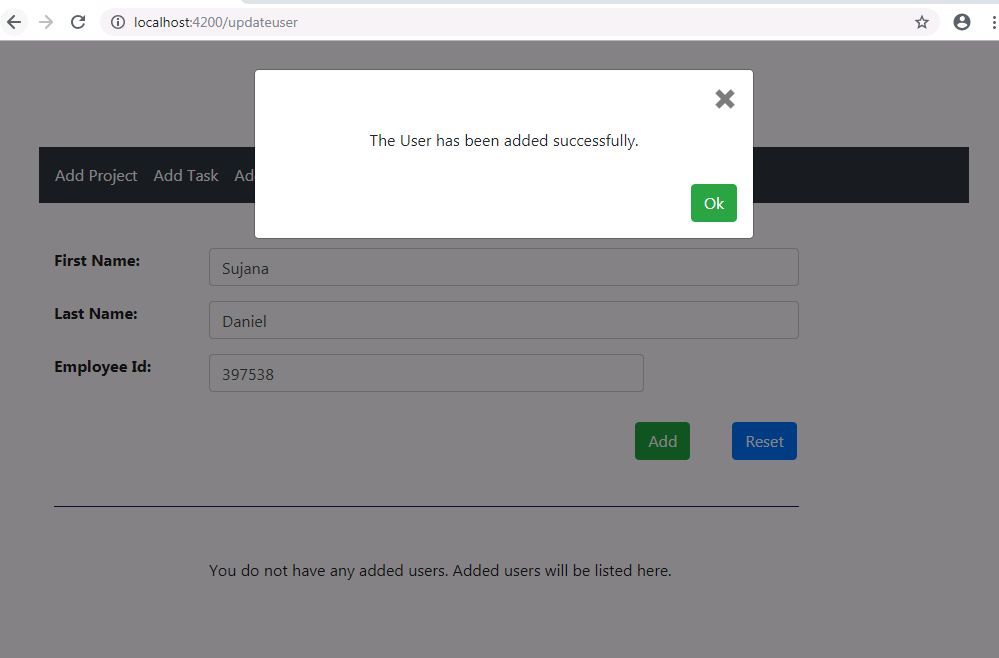 localhost:4200/updateuser
The User has been added successfully.
Ok
Add Project Add Task
First Name: Sujana
Last Name: Daniel
Employee Id: 397538
Add Reset
You do not have any added users. Added users will be listed here.